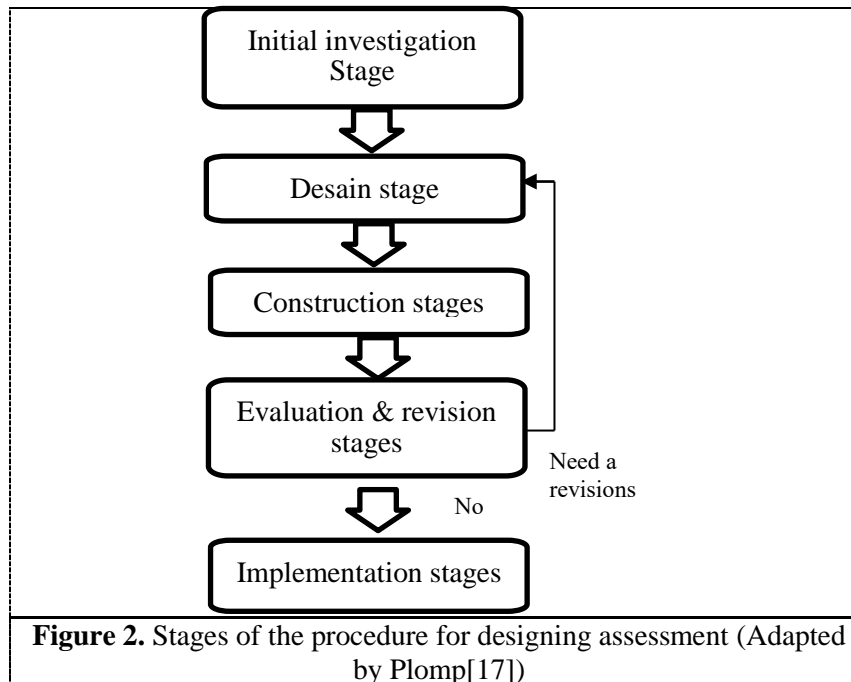 Initial investigation
Stage
Desain stage
Construction stages
Evaluation & revision
stages
Need a
revisions
No
Implementation stages
Figure 2. Stages of the procedure for designing assessment (Adapted
by Plomp[17])